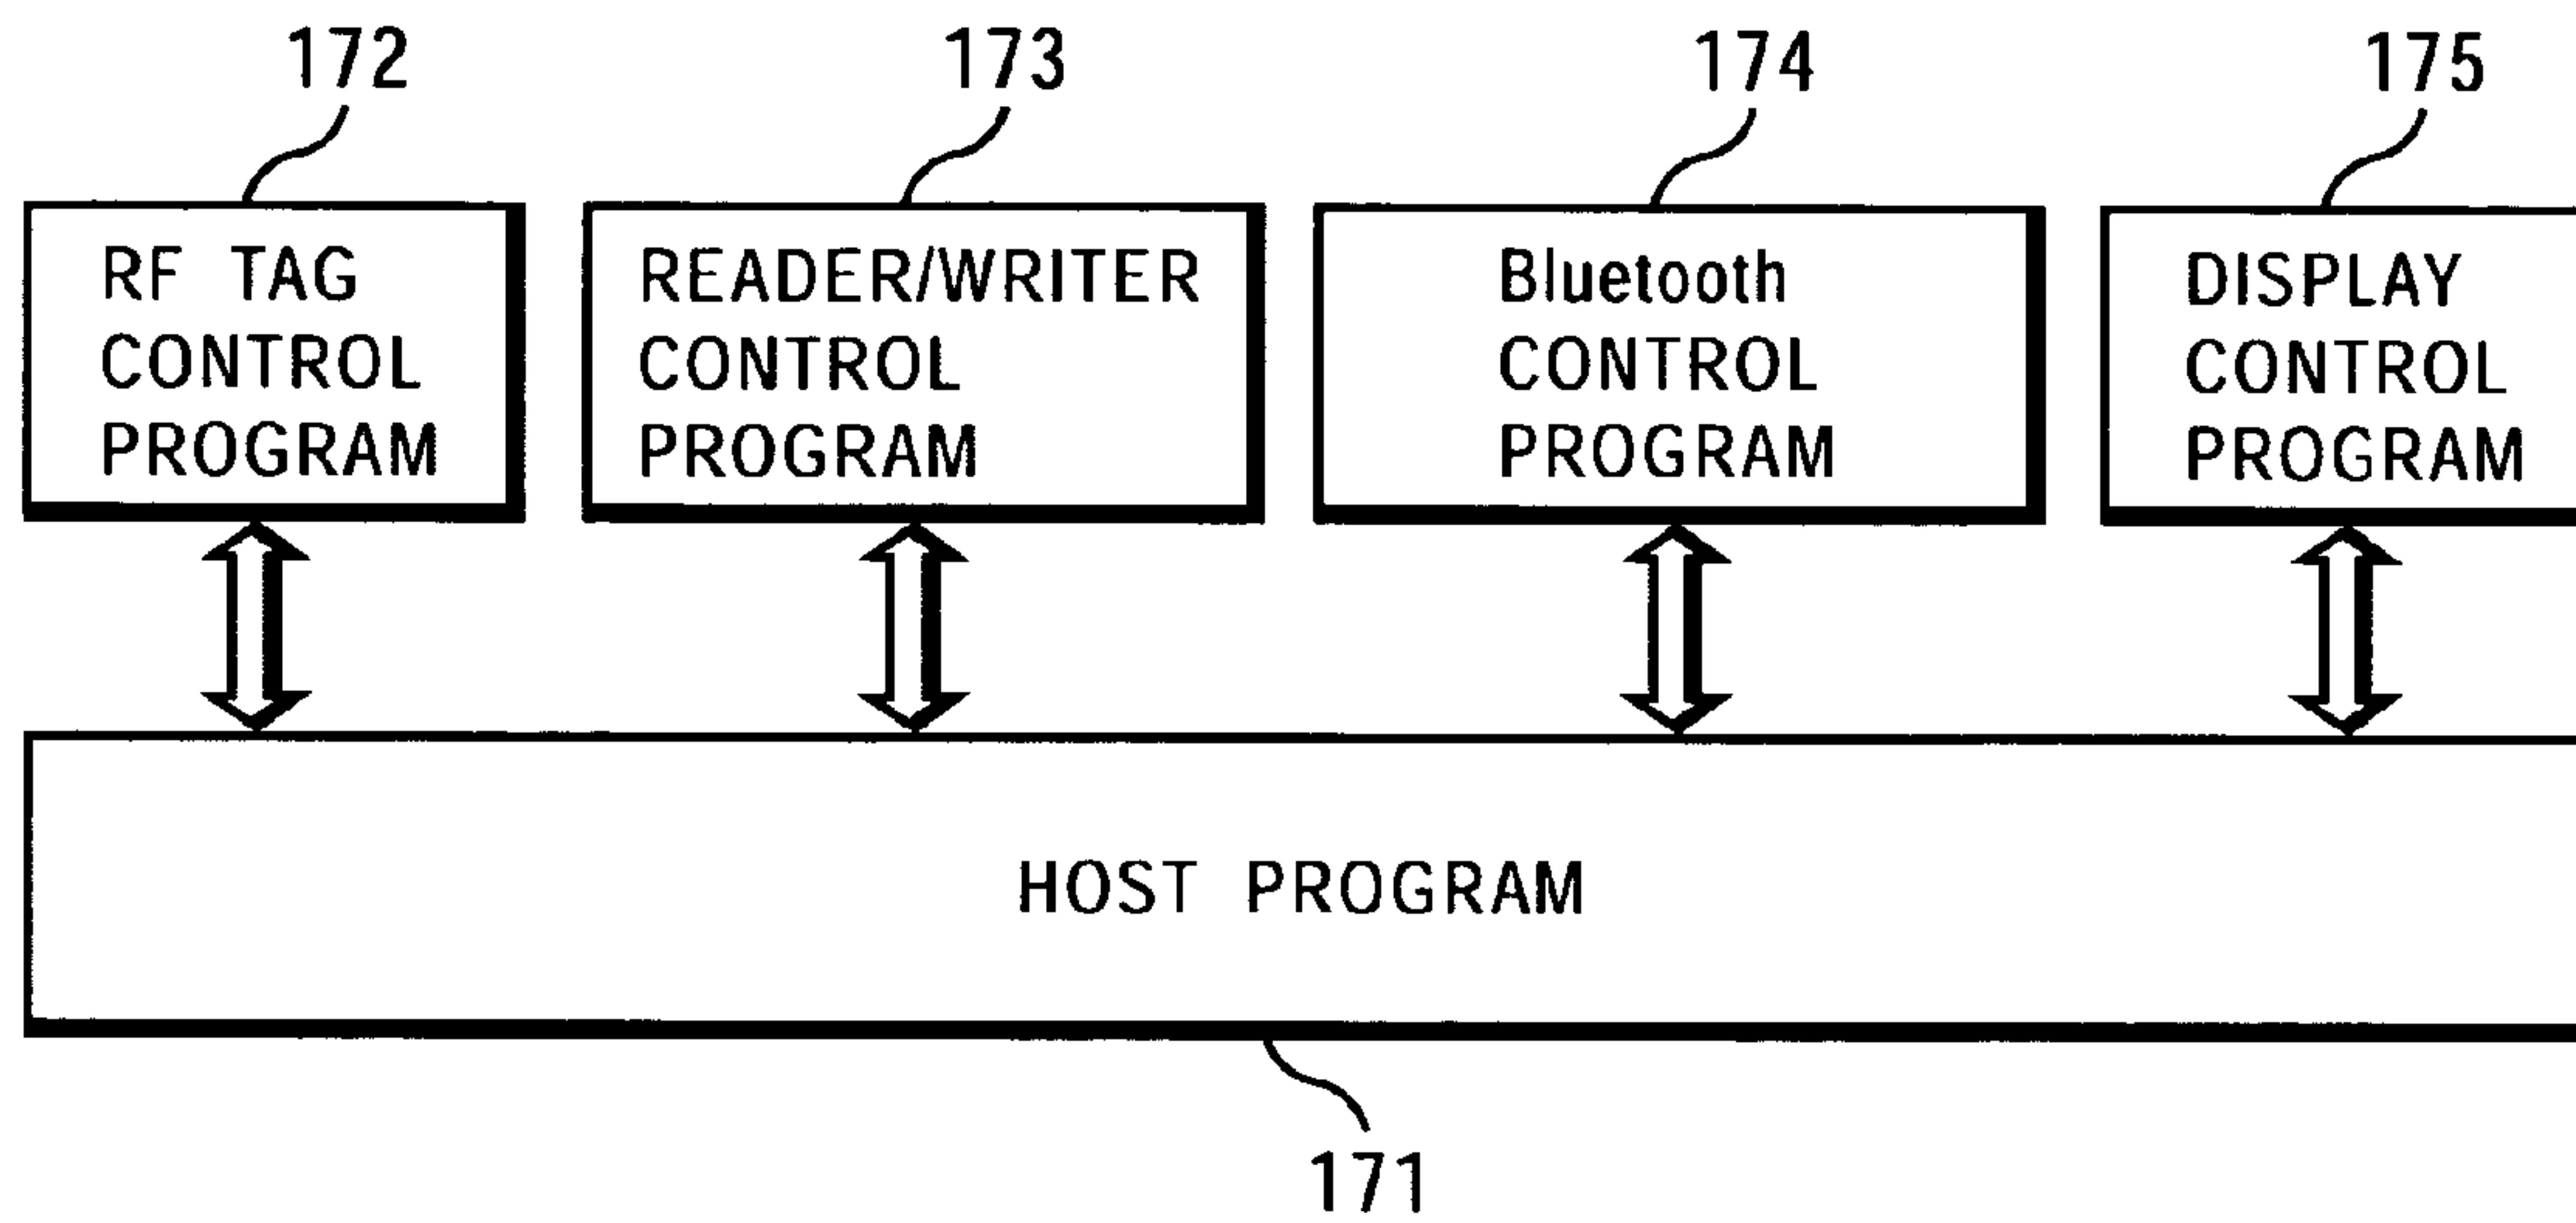 172
173
174
175
RF TAG
CONTROL
PROGRAM
READER/WRITER
CONTROL
PROGRAM
Bluetooth
CONTROL
PROGRAM
DISPLAY
CONTROL
PROGRAM
HOST PROGRAM
171